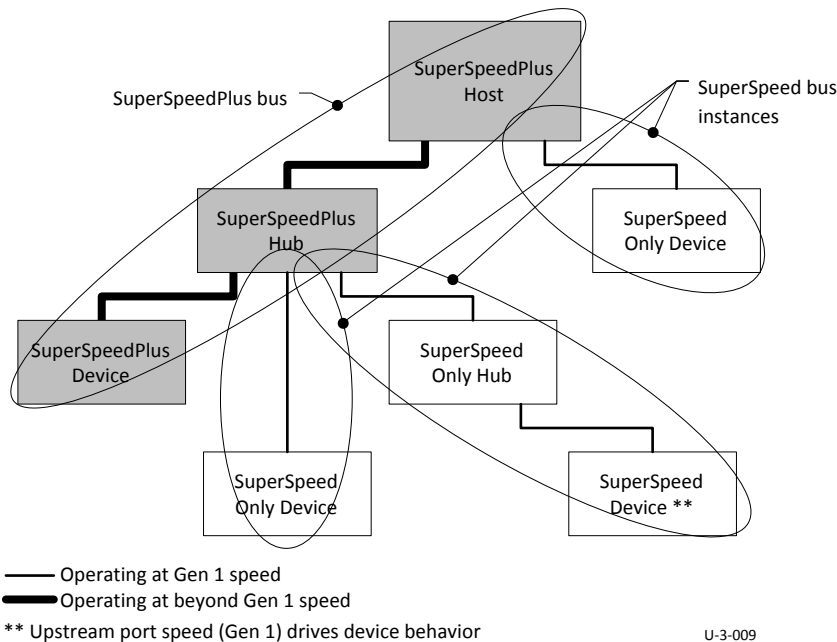 SuperSpeedPlus
Host
SuperSpeedPlus bus
SuperSpeed bus
instances
SuperSpeedPlus
Hub
SuperSpeed
Only Device
SuperSpeedPlus
Device
SuperSpeed
Only Hub
SuperSpeed
Only Device
SuperSpeed
Device **
Operating at Gen 1 speed
Operating at beyond Gen 1 speed
** Upstream port speed (Gen 1) drives device behavior
U-3-009